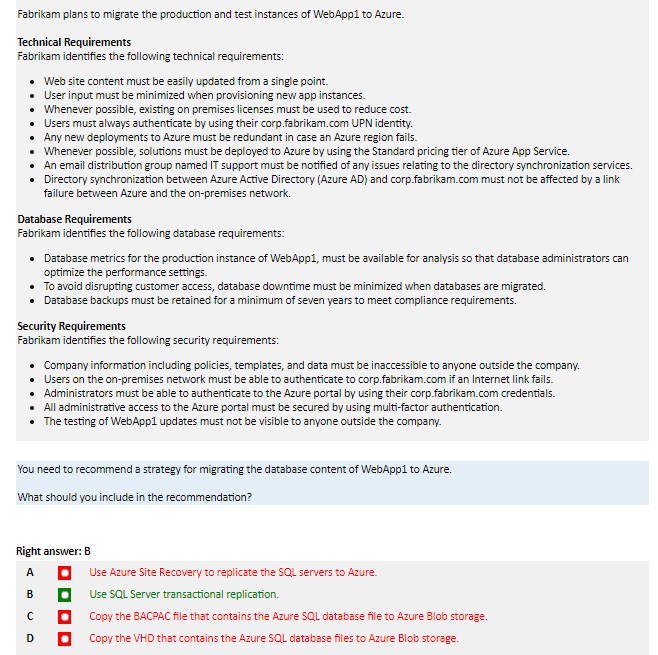 Fabrikam plans to migrate the production and test instances of WebApp1 to Azure.
Technical Requirements
Fabrikam identifies the following technical requirements:
• Web site content must be easily updated from a single point.
• User input must be minimized when provisioning new app instances.
• Whenever possible, existing on premises licenses must be used to reduce cost.
• Users must always authenticate by using their corp.fabrikam.com UPN identity.
• Any new deployments to Azure must be redundant in case an Azure region fails.
• Whenever possible, solutions must be deployed to Azure by using the Standard pricing tier of Azure App Service.
• An email distribution group named IT support must be notified of any issues relating to the directory synchronization services.
• Directory synchronization between Azure Active Directory (Azure AD) and corp.fabrikam.com must not be affected by a link
failure between Azure and the on-premises network.
Database Requirements
Fabrikam identifies the following database requirements:
• Database metrics for the production instance of WebApp1, must be available for analysis so that database administrators can
optimize the performance settings.
• To avoid disrupting customer access, database downtime must be minimized when databases are migrated.
• Database backups must be retained for a minimum of seven years to meet compliance requirements.
Security Requirements
Fabrikam identifies the following security requirements:
• Company information including policies, templates, and data must be inaccessible to anyone outside the company.
• Users on the on-premises network must be able to authenticate to corp.fabrikam.com if an Internet link fails.
• Administrators must be able to authenticate to the Azure portal by using their corp.fabrikam.com credentials.
• All administrative access to the Azure portal must be secured by using multi-factor authentication.
• The testing of WebApp1 updates must not be visible to anyone outside the company.
You need to recommend a strategy for migrating the database content of WebApp1 to Azure.
What should you include in the recommendation?
Right answer: B
A Use Azure Site Recovery to replicate the SQL servers to Azure.
B Use SQL Server transactional replication.
C Copy the BACPAC file that contains the Azure SQL database file to Azure Blob storage.
D Copy the VHD that contains the Azure SQL database files to Azure Blob storage.